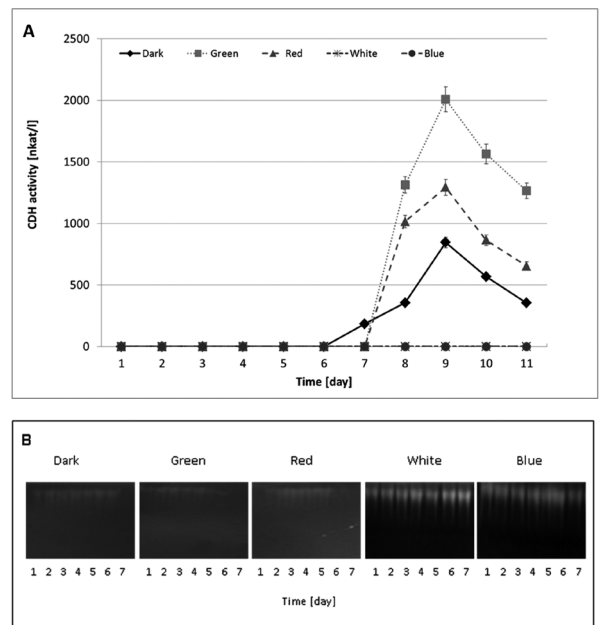 A
2500
2000
1500
1000
500
0
CDH activity [nkat/l]
Dark Green Red White Blue
1 2 3 4 5 6 7 8 9 10 11
Time [day]
B
Dark Green Red White Blue
1 2 3 4 5 6 7 1 2 3 4 5 6 7 1 2 3 4 5 6 7 1 2 3 4 5 6 7 1 2 3 4 5 6 7
Time [day]